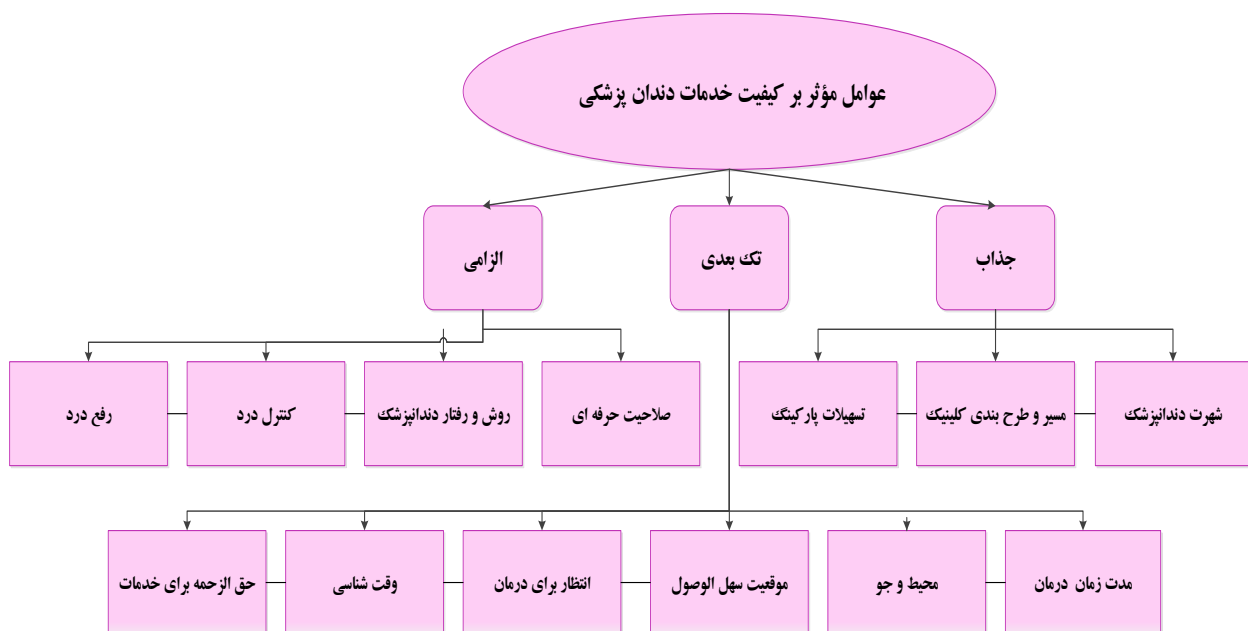 عوامل مؤثر بر کیفیت خدمات دندان پزشکی
جذاب
تک بعدی
الزامی
شهرت دندانپزشک
مسیر و طرح بندی کلینیک
تسهیلات پارکینگ
صلاحیت حرفه ای
روش و رفتار دندانپزشک
کنترل درد
رفع درد
مدت زمان درمان
محیط و جو
موقعیت سهل الوصول
انتظار برای درمان
وقت شناسی
حق الزحمه برای خدمات